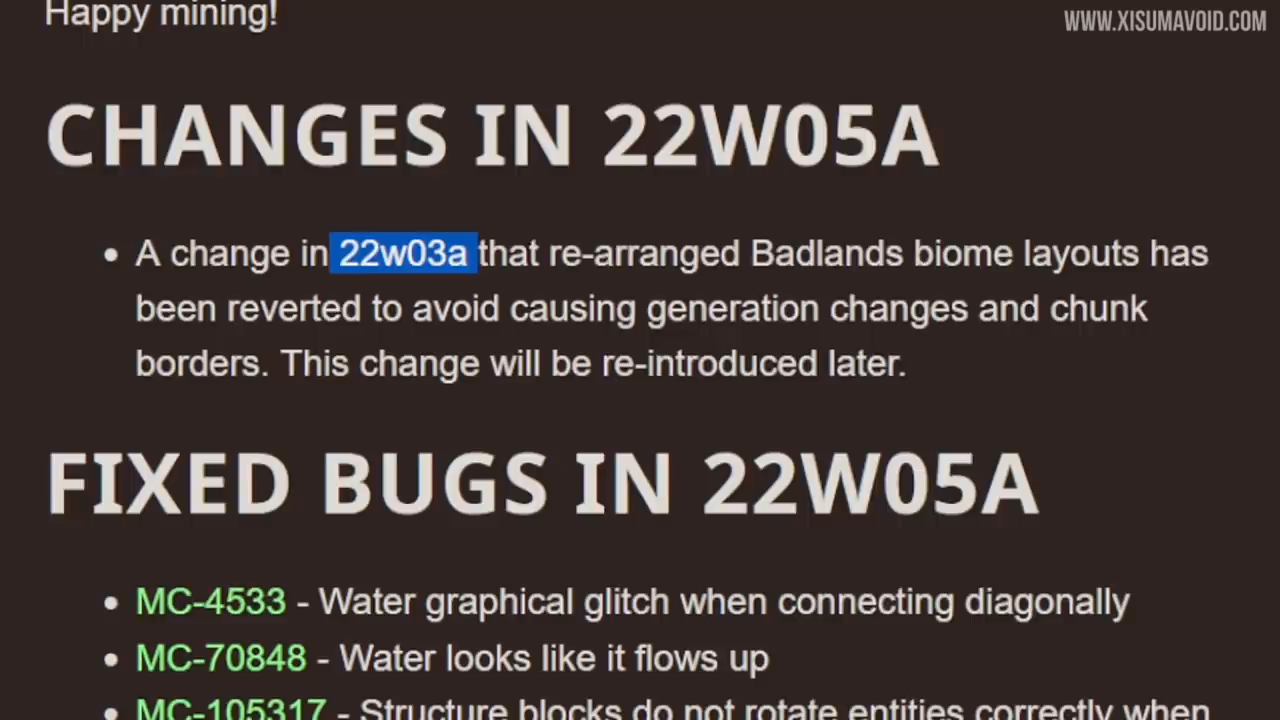 Happy mining!
WWW.XISUMAVOID.COM
CHANGES IN 22W05A
• A change in 22w03a that re-arranged Badlands biome layouts has
been reverted to avoid causing generation changes and chunk
borders. This change will be re-introduced later.
FIXED BUGS IN 22W05A
• MC-4533 - Water graphical glitch when connecting diagonally
• MC-70848 - Water looks like it flows up
• MC-105317 - Structure blocks do not rotate entities correctly when